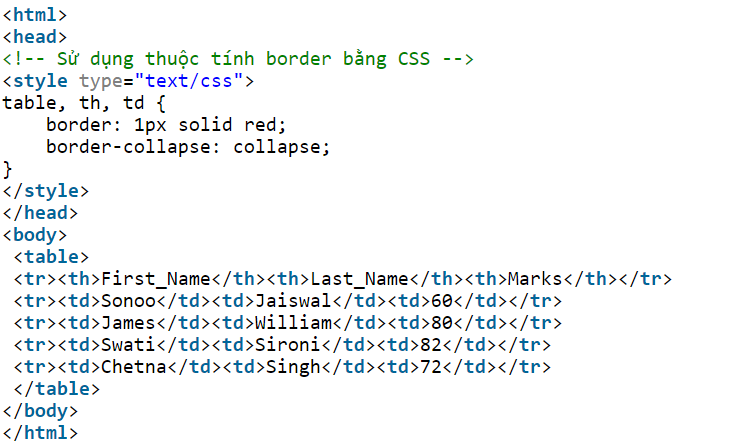 <html>
<head>
<!-- Sử dụng thuộc tính border bằng CSS -->
<style type="text/css">
table, th, td {
    border: 1px solid red;
    border-collapse: collapse;
}
</style>
</head>
<body>
 <table>
 <tr><th>First_Name</th><th>Last_Name</th><th>Marks</th></tr>
 <tr><td>Sonoo</td><td>Jaiswal</td><td>60</td></tr>
 <tr><td>James</td><td>William</td><td>80</td></tr>
 <tr><td>Swati</td><td>Sironi</td><td>82</td></tr>
 <tr><td>Chetna</td><td>Singh</td><td>72</td></tr>
 </table>
</body>
</html>